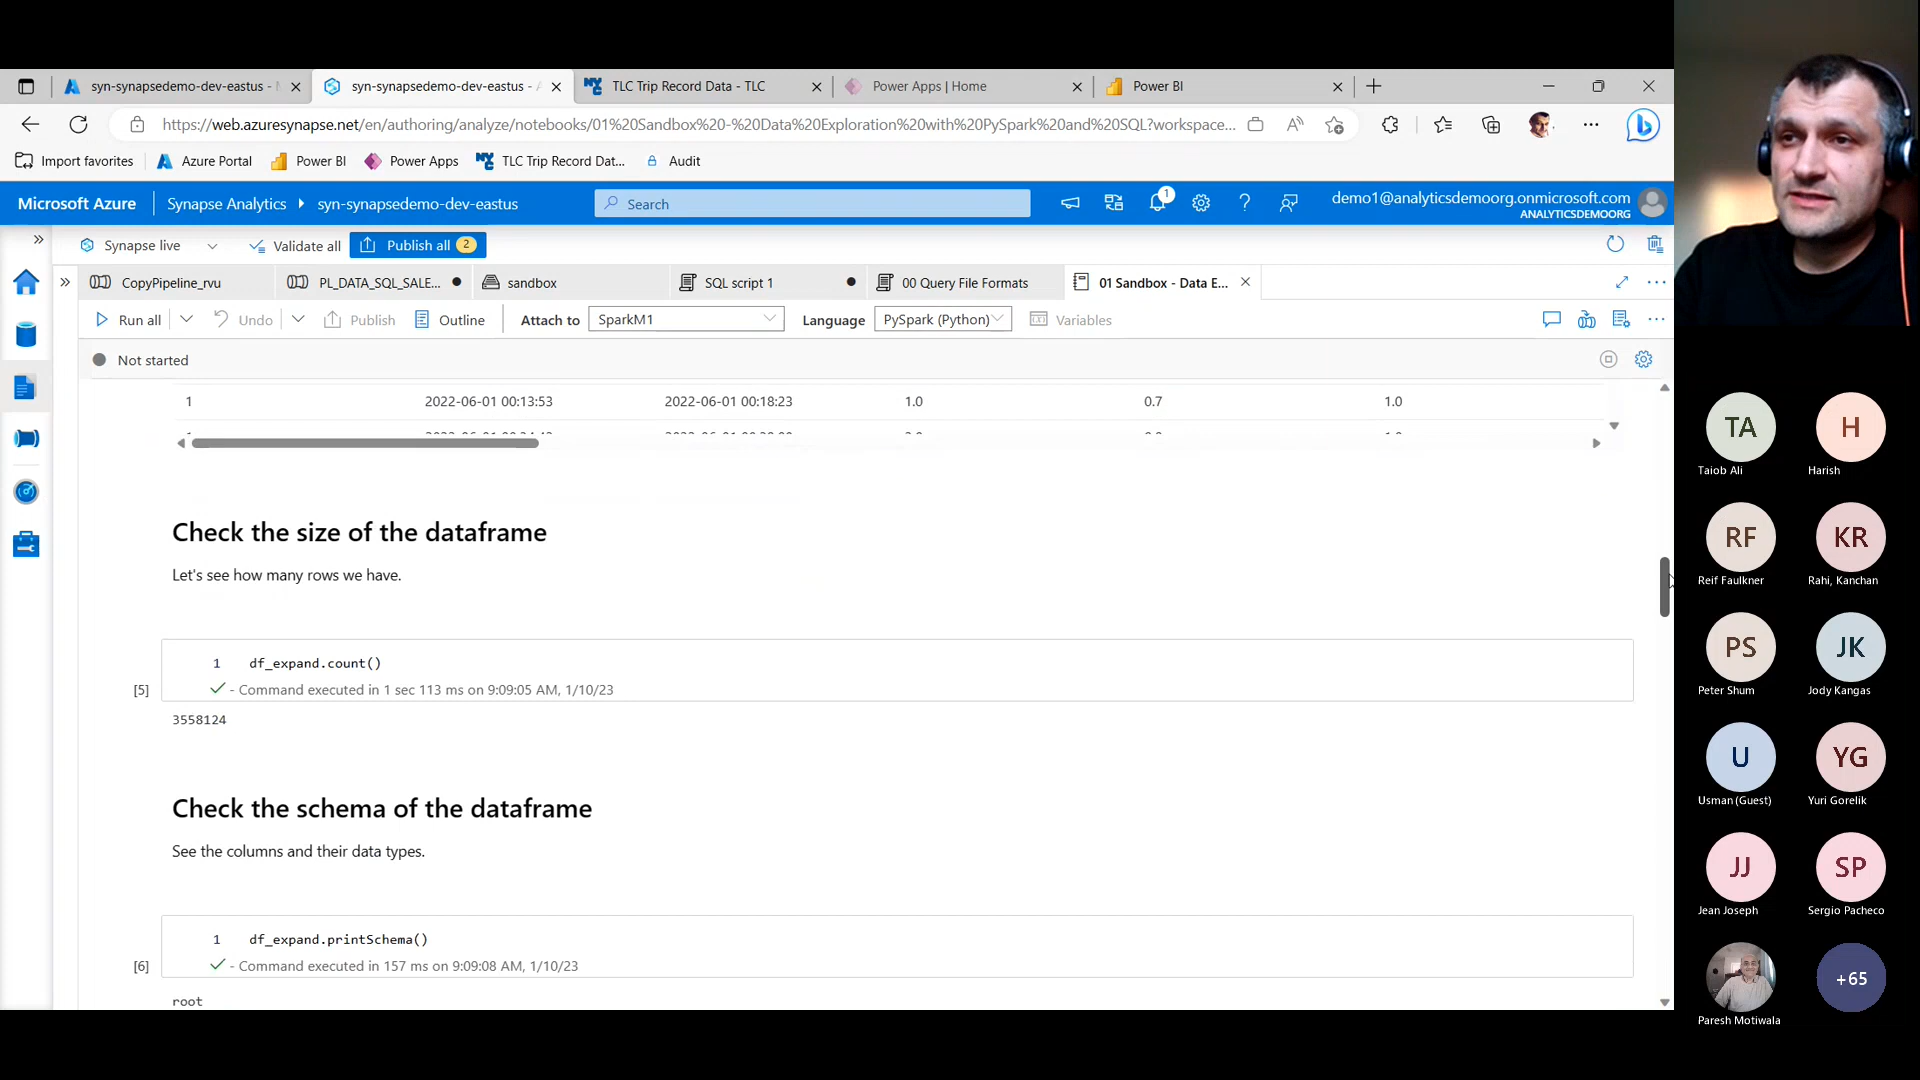 syn-synapsedemo-dev-eastus -
syn-synapsedemo-dev-eastus - A
TLC Trip Record Data - TLC
Power Apps | Home
Power BI
https://web.azuresynapse.net/en/authoring/analyze/notebooks/01%20Sandbox%20-%20Data%20Exploration%20with%20PySpark%20and%20SQL?workspace...
Import favorites
Azure Portal
Power BI
Power Apps
TLC Trip Record Dat...
Audit
Microsoft Azure
Synapse Analytics
syn-synapsedemo-dev-eastus
Search
1
demo1@analyticsdemoorg.onmicrosoft.com
ANALYTICSDEMOORG
Synapse live
Validate all
Publish all 2
CopyPipeline_rvu
PL_DATA_SQL_SALE...
sandbox
SQL script 1
00 Query File Formats
01 Sandbox - Data E...
Run all
Undo
Publish
Outline
Attach to
SparkM1
Language
PySpark (Python)
Variables
Not started
1 2022-06-01 00:13:53 2022-06-01 00:18:23 1.0 0.7 1.0
Check the size of the dataframe
Let's see how many rows we have.
1 df_expand.count()
[5] - Command executed in 1 sec 113 ms on 9:09:05 AM, 1/10/23
3558124
Check the schema of the dataframe
See the columns and their data types.
1 df_expand.printSchema()
[6] - Command executed in 157 ms on 9:09:08 AM, 1/10/23
root
TA
Taiob Ali
H
Harish
RF
Reif Faulkner
KR
Rahi, Kanchan
PS
Peter Shum
JK
Jody Kangas
U
Usman (Guest)
YG
Yuri Gorelik
JJ
Jean Joseph
SP
Sergio Pacheco
Paresh Motiwala
+65